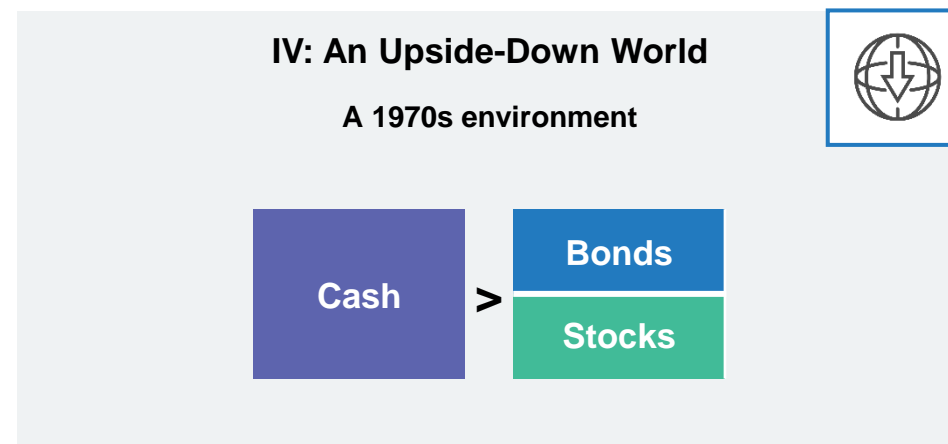 IV: An Upside-Down World
A 1970s environment
Cash
>
Bonds
Stocks